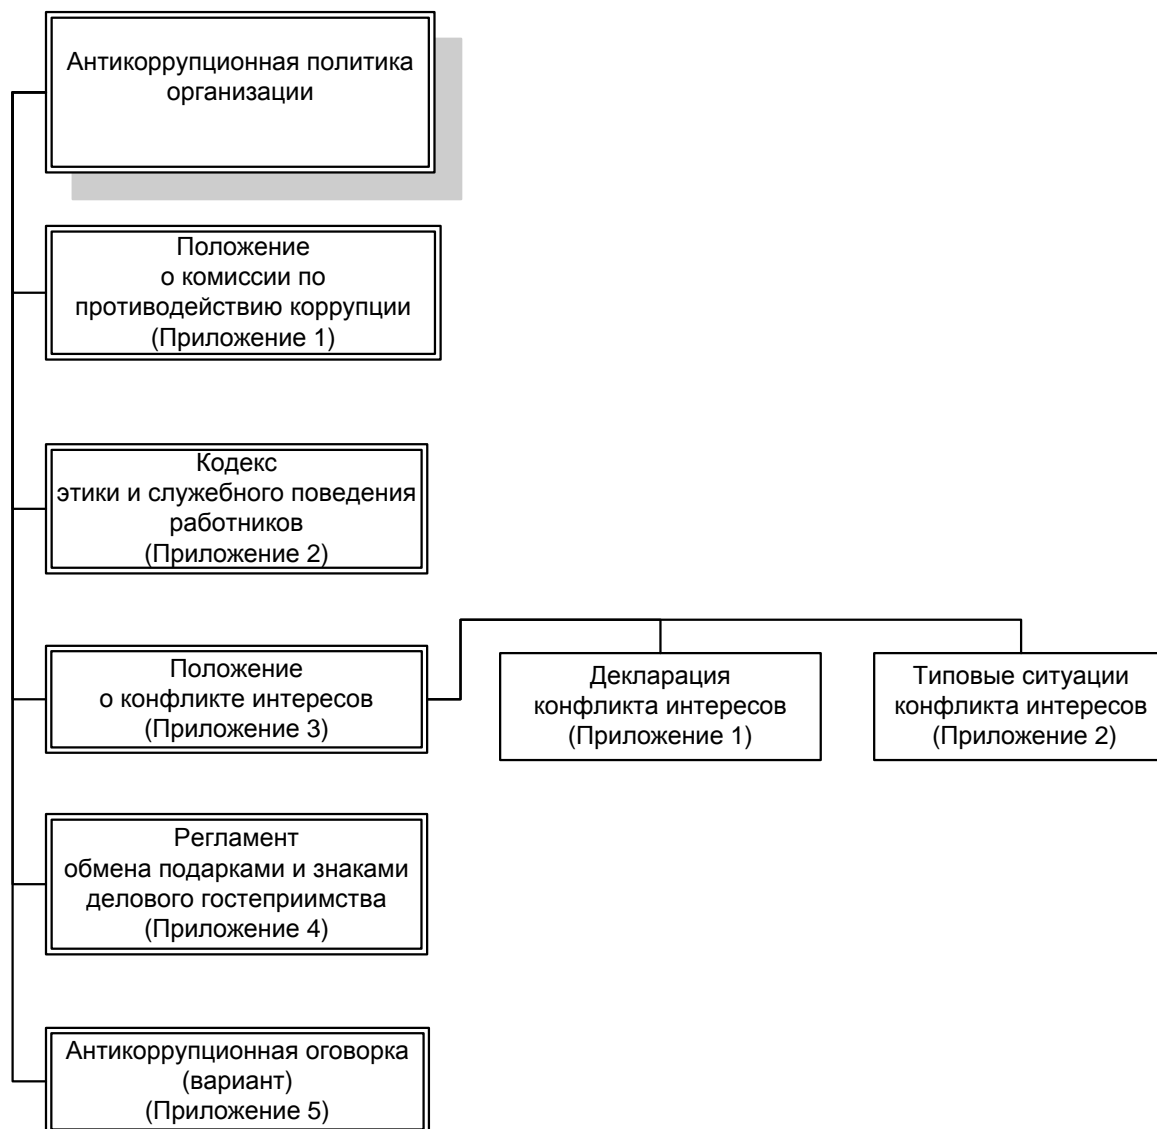 Антикоррупционная политика
организации
Положение
о комиссии по
противодействию коррупции
(Приложение 1)
Кодекс
этики и служебного поведения
работников
(Приложение 2)
Положение
о конфликте интересов
(Приложение 3)
Декларация
конфликта интересов
(Приложение 1)
Типовые ситуации
конфликта интересов
(Приложение 2)
Регламент
обмена подарками и знаками
делового гостеприимства
(Приложение 4)
Антикоррупционная оговорка
(вариант)
(Приложение 5)